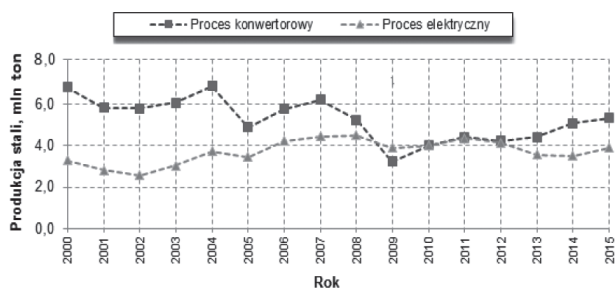 Proces konwertorowy Proces elektryczny
Produkcja stali, mln ton
8,0
6,0
4,0
2,0
0,0
2000 2001 2002 2003 2004 2005 2006 2007 2008 2009 2010 2011 2012 2013 2014 2015
Rok